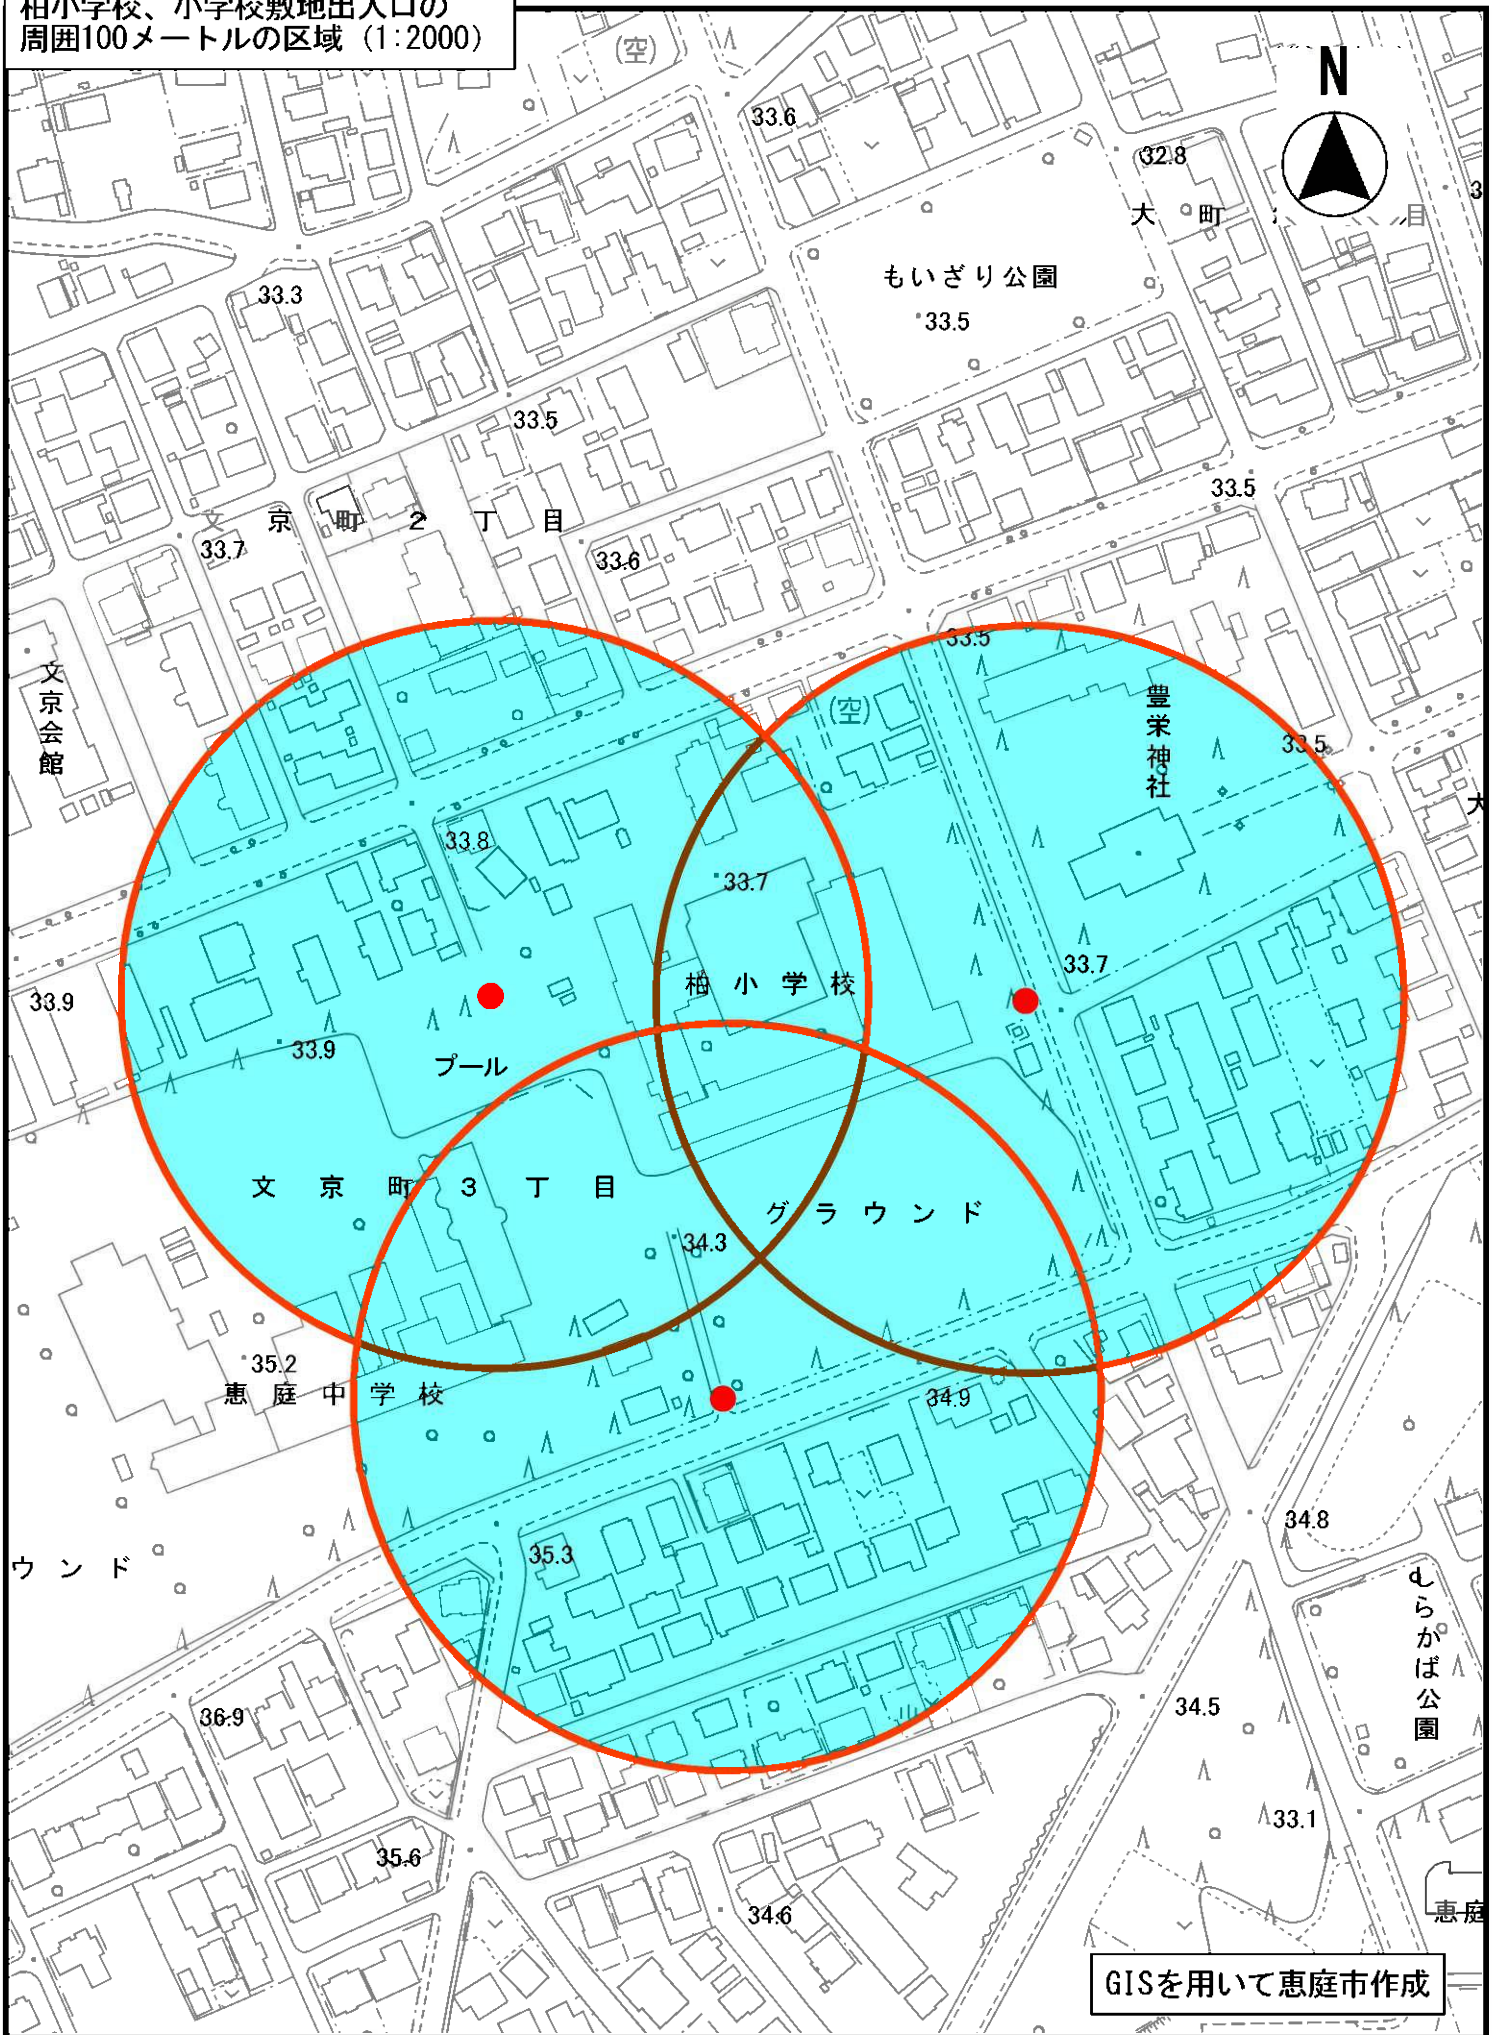 柏小学校、小学校敷地出入口の
周囲100メートルの区域（1:2000）
(空)
N
33.6
32.8
大町
目
もいざり公園
33.5
33.3
33.5
33.5
文京町2丁目
33.7
33.6
33.5
文京会館
(空)
豊栄神社
33.5
大
33.8
33.7
柏小学校
33.7
33.9
33.9
プール
文京町3丁目
グラウンド
34.3
35.2
恵庭中学校
34.9
34.8
35.3
ウンド
しらかば公園
36.9
34.5
33.1
35.6
34.6
恵庭
GISを用いて恵庭市作成